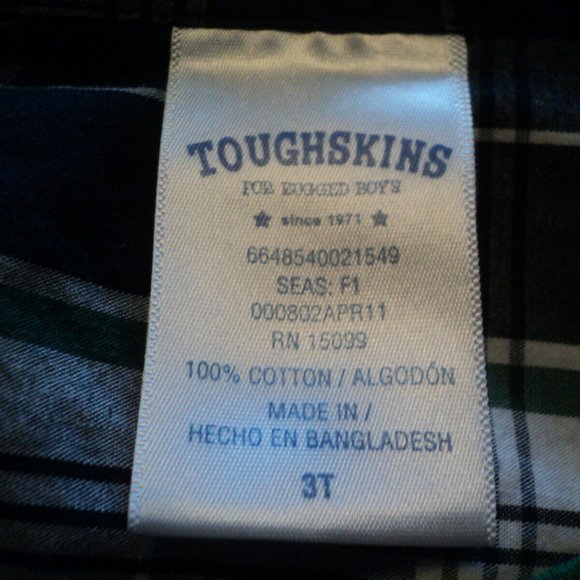 TOUGHSKINS
FOR RUGGED BOYS
since 1971
6648540021549
SEAS: F1
000802APR11
RN 15099
100% COTTON / ALGODÓN
MADE IN /
HECHO EN BANGLADESH
3T